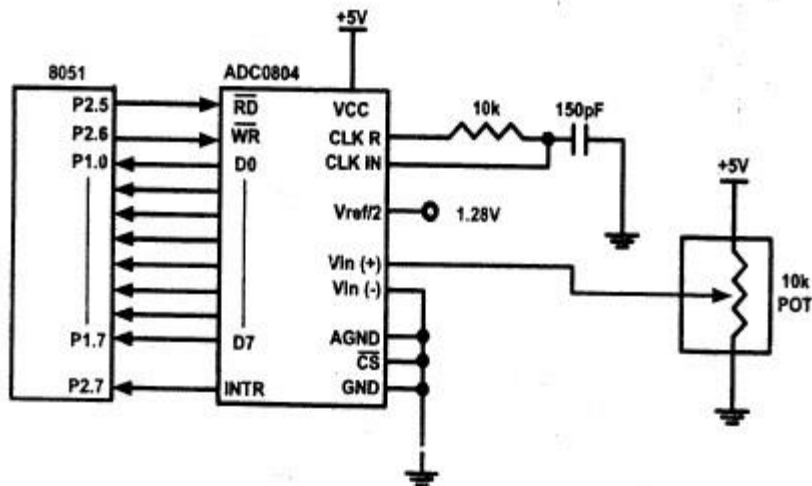 +5V
8051
ADC0804
P2.5
RD
VCC
10k
150pF
P2.6
WR
CLK R
P1.0
D0
CLK IN
+5V
Vref/2
1.28V
Vin (+)
Vin (-)
10k
POT
P1.7
D7
AGND
CS
P2.7
INTR
GND